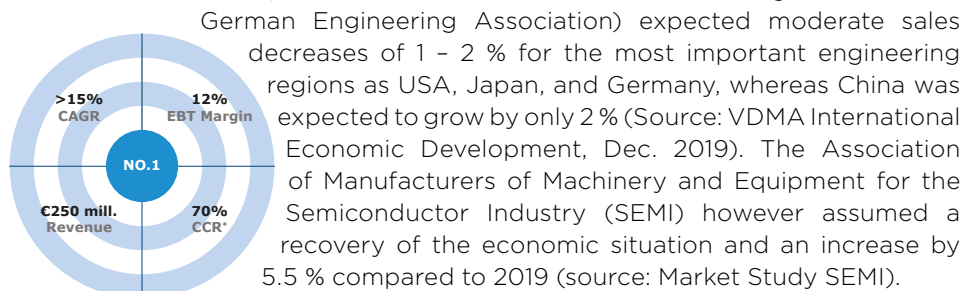 German Engineering Association) expected moderate sales
decreases of 1 – 2 % for the most important engineering
regions as USA, Japan, and Germany, whereas China was
expected to grow by only 2 % (Source: VDMA International
Economic Development, Dec. 2019). The Association
of Manufacturers of Machinery and Equipment for the
Semiconductor Industry (SEMI) however assumed a
recovery of the economic situation and an increase by
5.5 % compared to 2019 (source: Market Study SEMI).
>15%
CAGR
12%
EBT Margin
NO.1
€250 mill.
Revenue
70%
CCR*